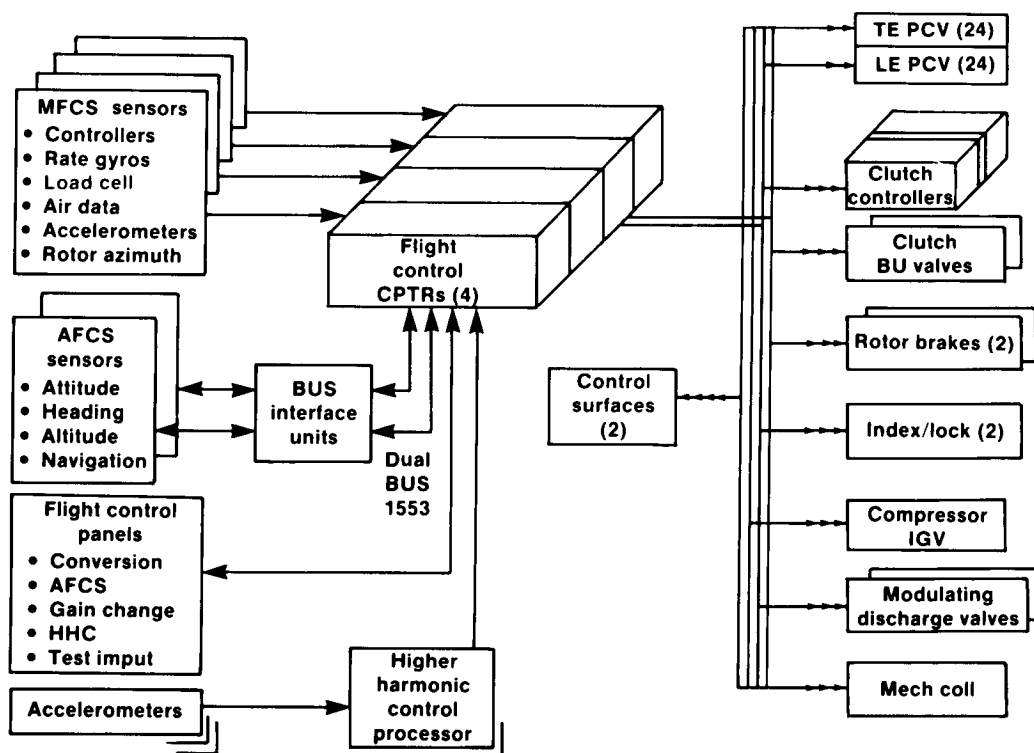 MFCS sensors
• Controllers
• Rate gyros
• Load cell
• Air data
• Accelerometers
• Rotor azimuth
Flight
control
CPTRs (4)
AFCS
sensors
• Attitude
• Heading
• Altitude
• Navigation
BUS
interface
units
Dual
BUS
1553
Flight control
panels
• Conversion
• AFCS
• Gain change
• HHC
• Test imput
Accelerometers
Higher
harmonic
control
processor
Control
surfaces
(2)
TE PCV (24)
LE PCV (24)
Clutch
controllers
Clutch
BU valves
Rotor brakes (2)
Index/lock (2)
Compressor
IGV
Modulating
discharge valves
Mech coll